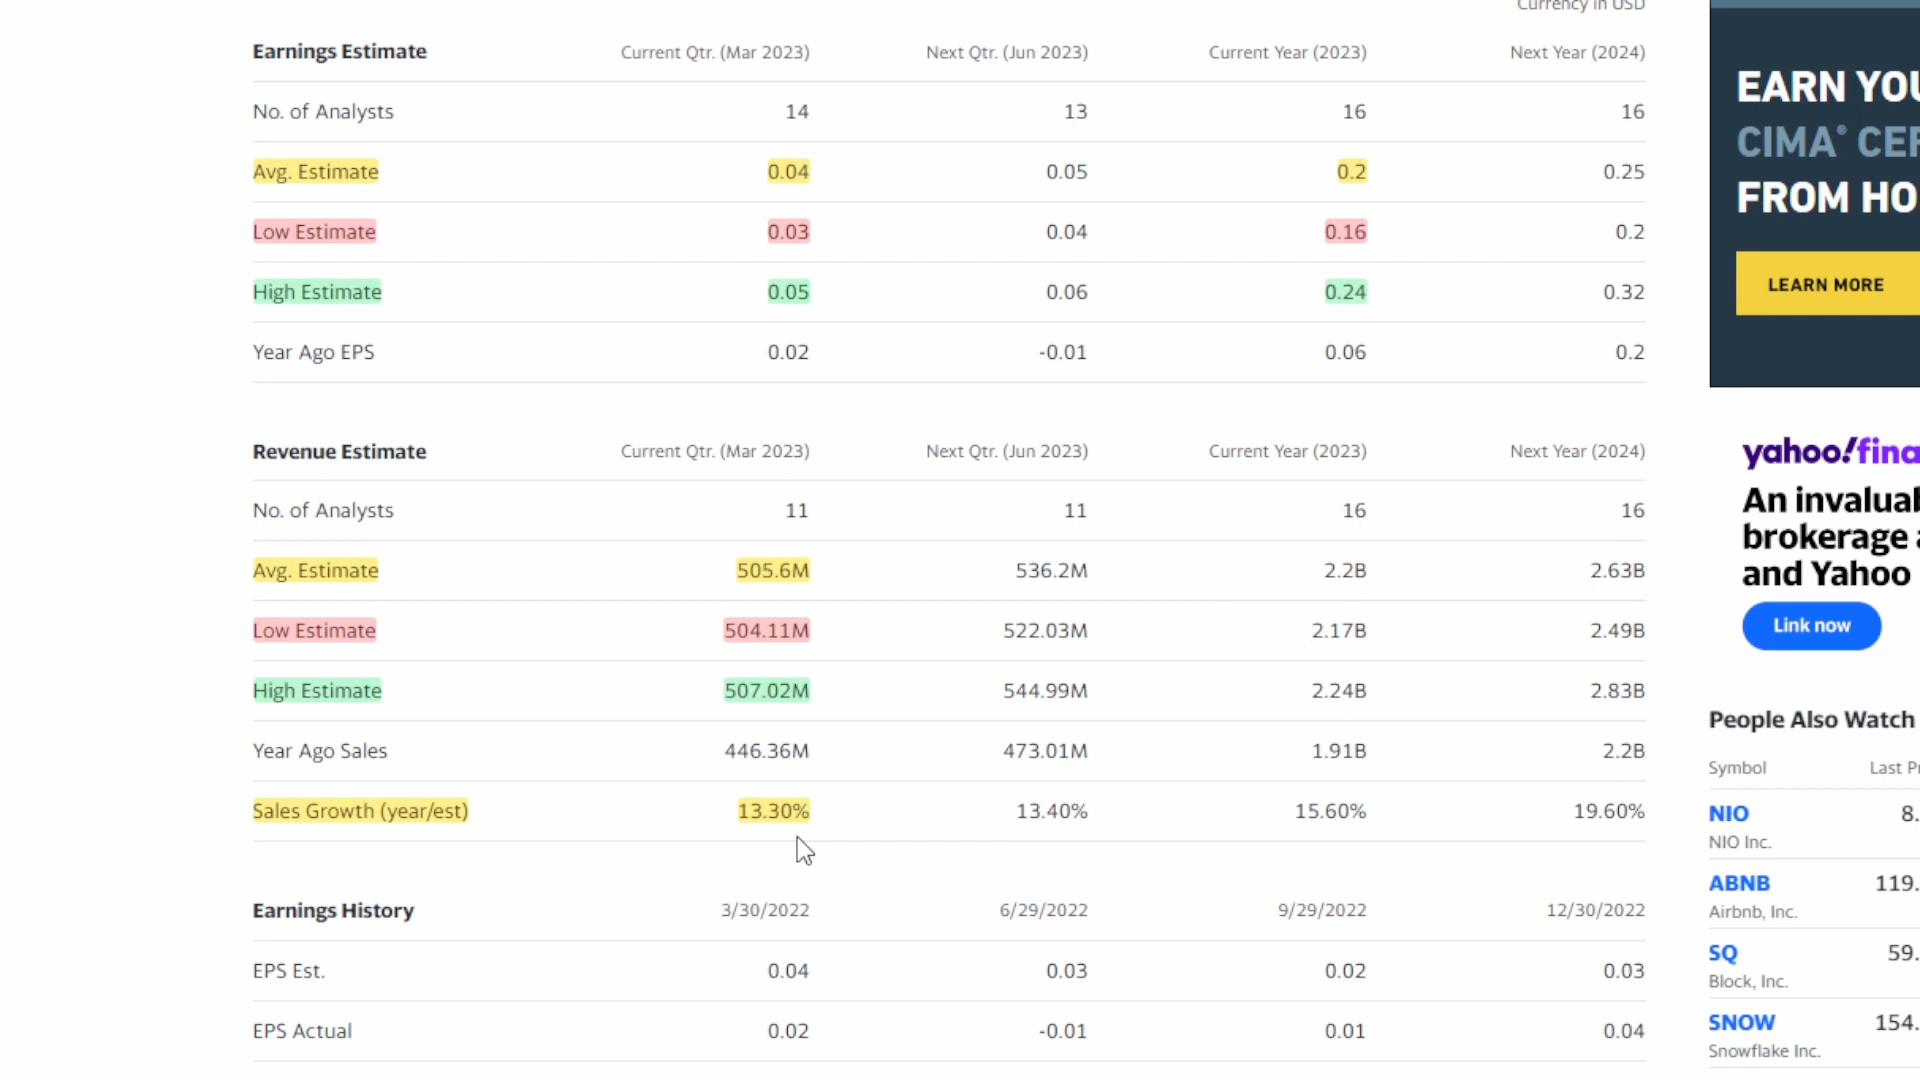 Currency in USD
Earnings Estimate Current Qtr. (Mar 2023) Next Qtr. (Jun 2023) Current Year (2023) Next Year (2024)
No. of Analysts 14 13 16 16
Avg. Estimate 0.04 0.05 0.2 0.25
Low Estimate 0.03 0.04 0.16 0.2
High Estimate 0.05 0.06 0.24 0.32
Year Ago EPS 0.02 -0.01 0.06 0.2
Revenue Estimate Current Qtr. (Mar 2023) Next Qtr. (Jun 2023) Current Year (2023) Next Year (2024)
No. of Analysts 11 11 16 16
Avg. Estimate 505.6M 536.2M 2.2B 2.63B
Low Estimate 504.11M 522.03M 2.17B 2.49B
High Estimate 507.02M 544.99M 2.24B 2.83B
Year Ago Sales 446.36M 473.01M 1.91B 2.2B
Sales Growth (year/est) 13.30% 13.40% 15.60% 19.60%
Earnings History 3/30/2022 6/29/2022 9/29/2022 12/30/2022
EPS Est. 0.04 0.03 0.02 0.03
EPS Actual 0.02 -0.01 0.01 0.04
EARN YOU
CIMA® CER
FROM HO
LEARN MORE
yahoo!fina
An invaluab
brokerage a
and Yahoo
Link now
People Also Watch
Symbol Last Pr
NIO 8.
NIO Inc.
ABNB 119.
Airbnb, Inc.
SQ 59.
Block, Inc.
SNOW 154.
Snowflake Inc.